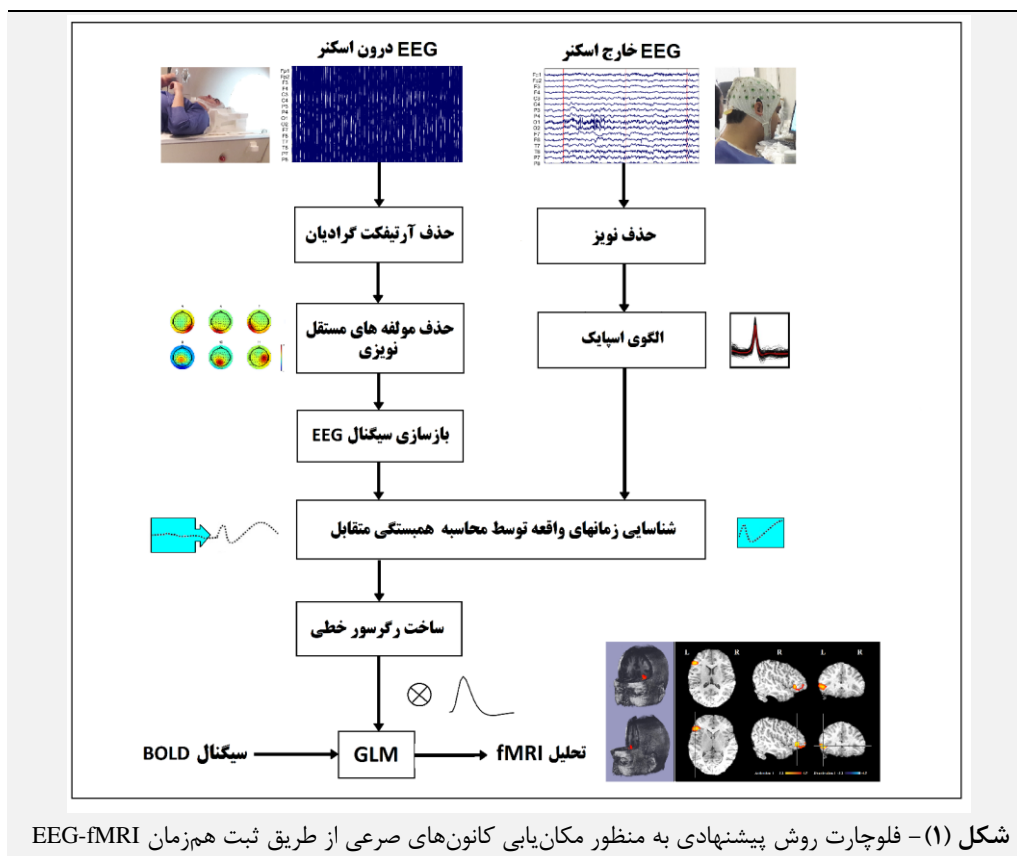 EEG درون اسکنر
EEG خارج اسکنر
حذف آرتیفکت گرادیان
حذف نویز
حذف مولفه های مستقل
نویزی
الگوی اسپایک
بازسازی سیگنال EEG
شناسایی زمانهای واقعه توسط محاسبه همبستگی متقابل
ساخت رگرسور خطی
L R R L R
سیگنال BOLD
GLM
تحلیل fMRI
شکل (۱)- فلوچارت روش پیشنهادی به منظور مکان‌یابی کانون‌های صرعی از طریق ثبت هم‌زمان EEG-fMRI